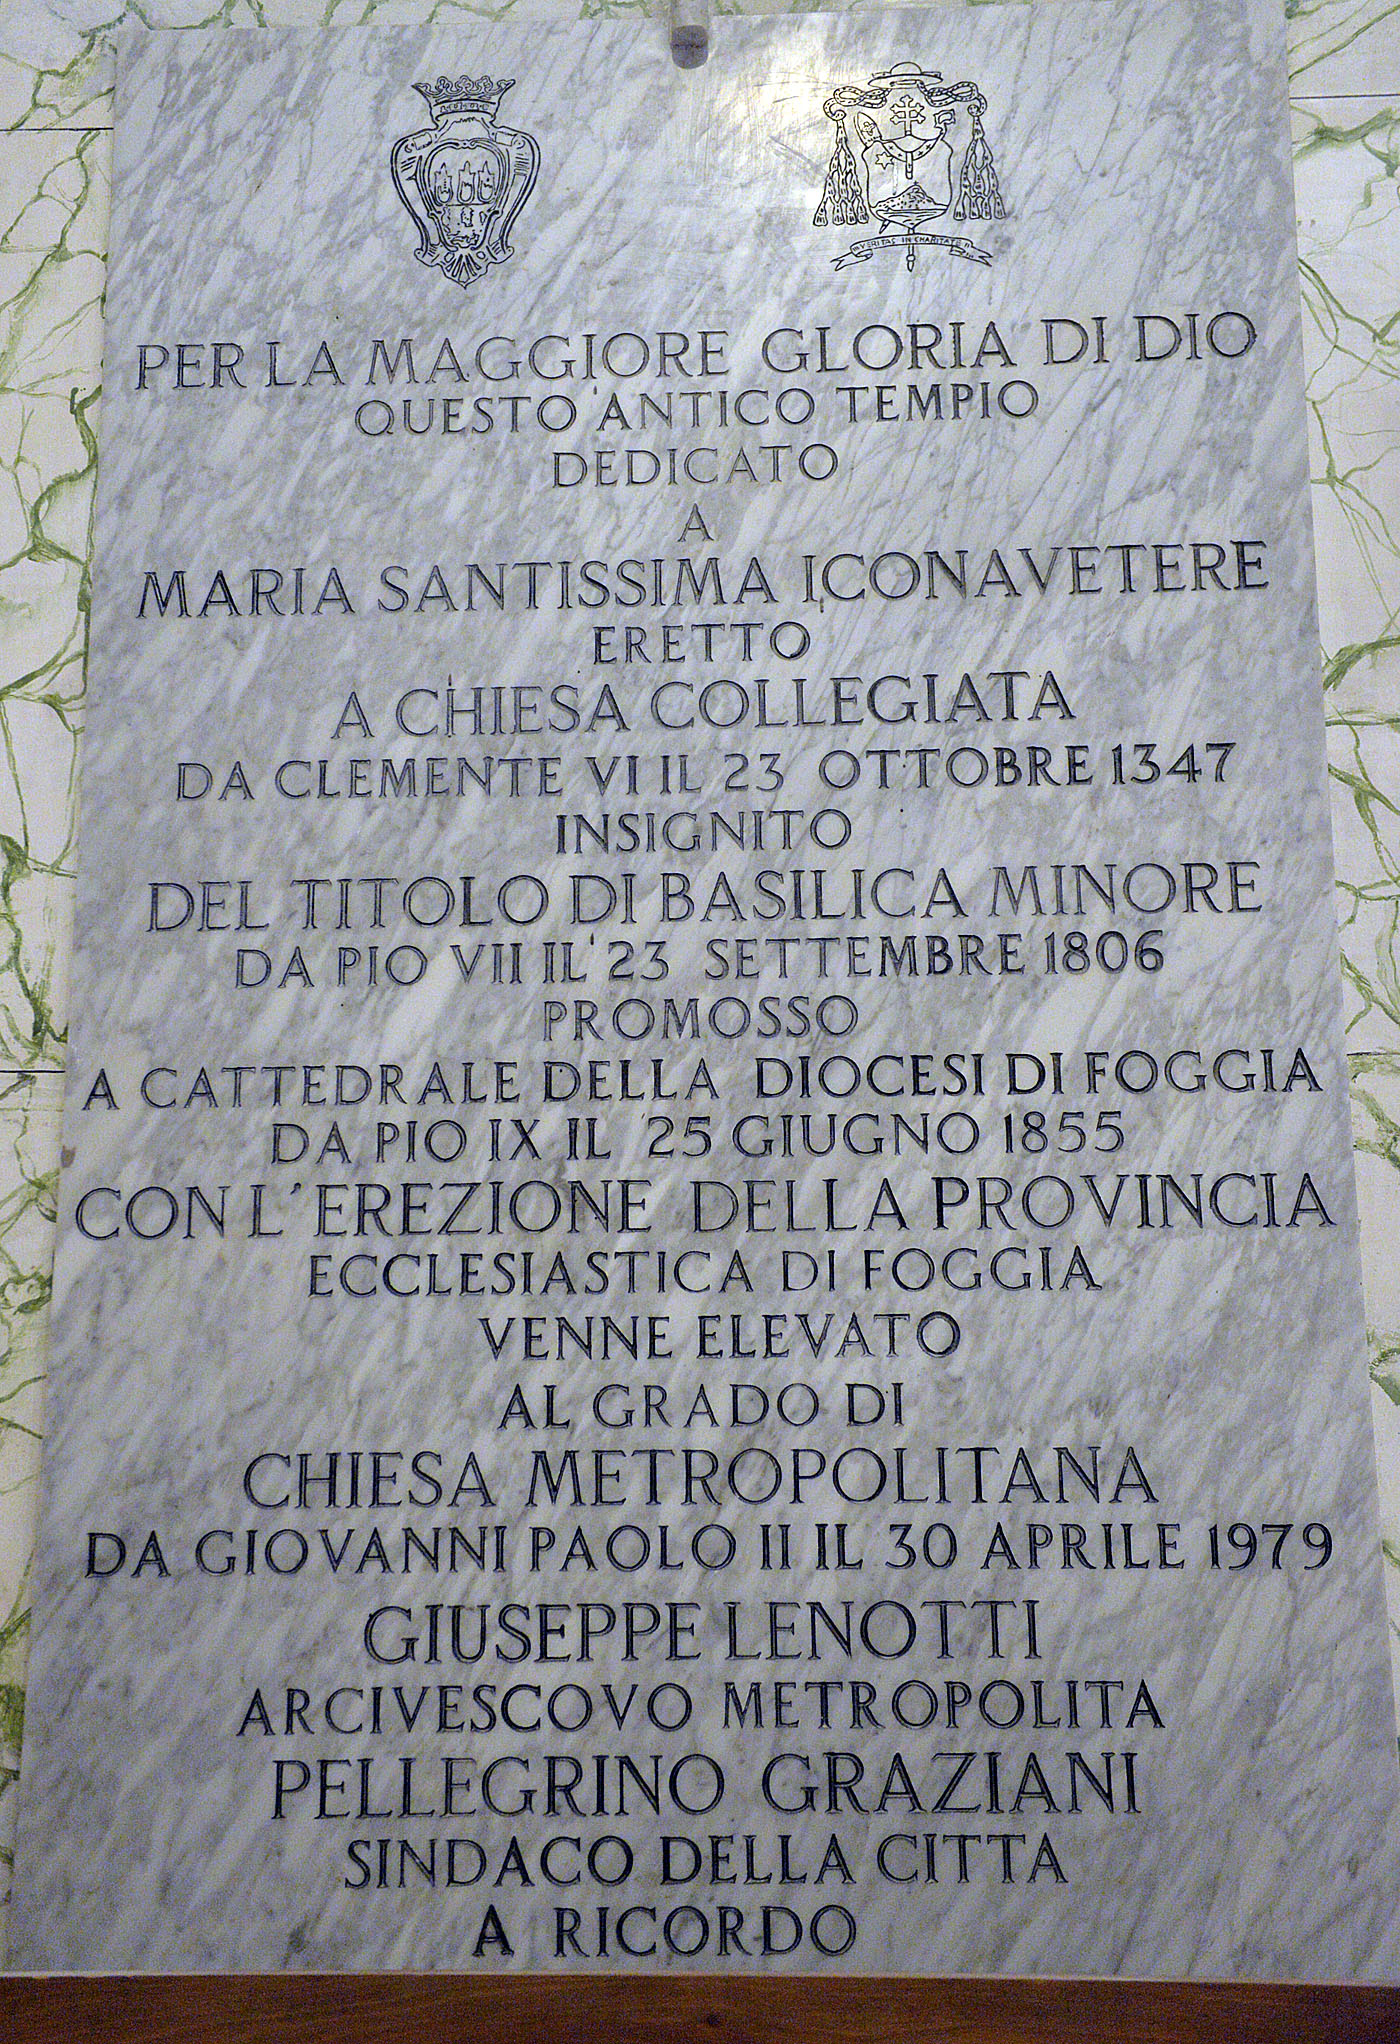 VERITAS IN CHARITATE
PER LA MAGGIORE GLORIA DI DIO
QUESTO ANTICO TEMPIO
DEDICATO
A
MARIA SANTISSIMA ICONAVETERE
ERETTO
A CHIESA COLLEGIATA
DA CLEMENTE VI IL 23 OTTOBRE 1347
INSIGNITO
DEL TITOLO DI BASILICA MINORE
DA PIO VII IL 23 SETTEMBRE 1806
PROMOSSO
A CATTEDRALE DELLA DIOCESI DI FOGGIA
DA PIO IX IL 25 GIUGNO 1855
CON L'EREZIONE DELLA PROVINCIA
ECCLESIASTICA DI FOGGIA
VENNE ELEVATO
AL GRADO DI
CHIESA METROPOLITANA
DA GIOVANNI PAOLO II IL 30 APRILE 1979
GIUSEPPE LENOTTI
ARCIVESCOVO METROPOLITA
PELLEGRINO GRAZIANI
SINDACO DELLA CITTA
A RICORDO